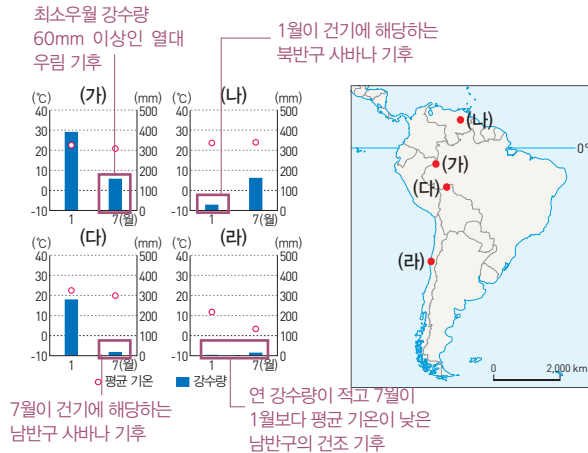 최소우월 강수량
60mm 이상인 열대
우림 기후
1월이 건기에 해당하는
북반구 사바나 기후
(℃) (가) (mm)
40 500
30 400
20 300
10 200
0 100
-10 0
1 7(월)
(℃) (나) (mm)
40 500
30 400
20 300
10 200
0 100
-10 0
1 7(월)
(℃) (다) (mm)
40 500
30 400
20 300
10 200
0 100
-10 0
1 7(월)
(℃) (라) (mm)
40 500
30 400
20 300
10 200
0 100
-10 0
1 7(월)
평균 기온 강수량
7월이 건기에 해당하는
남반구 사바나 기후
연 강수량이 적고 7월이
1월보다 평균 기온이 낮은
남반구의 건조 기후
(나)
0°
(가)
(다)
(라)
0 2,000 km